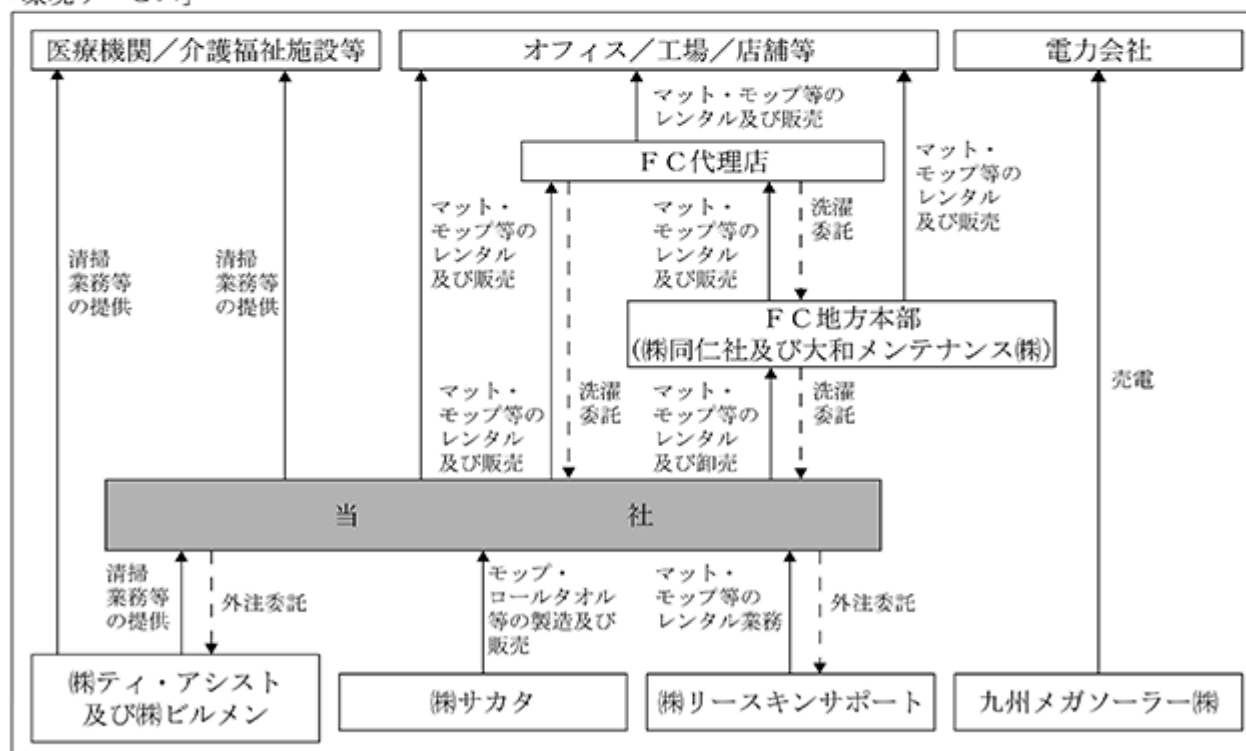 医療機関／介護福祉施設等
オフィス／工場／店舗等
電力会社
マット・モップ等の
レンタル及び販売
ＦＣ代理店
マット・
モップ等の
レンタル
及び販売
清掃
業務等
の提供
清掃
業務等
の提供
マット・
モップ等の
レンタル
及び販売
マット・
モップ等の
レンタル
及び販売
洗濯
委託
ＦＣ地方本部
(㈱同仁社及び大和メンテナンス㈱)
売電
マット・
モップ等の
レンタル
及び販売
洗濯
委託
マット・
モップ等の
レンタル
及び卸売
洗濯
委託
当社
清掃
業務等
の提供
外注委託
モップ・
ロールタオル
等の製造及び
販売
マット・
モップ等の
レンタル業務
外注委託
㈱ティ・アシスト
及び㈱ビルメン
㈱サカタ
㈱リースキンサポート
九州メガソーラー㈱